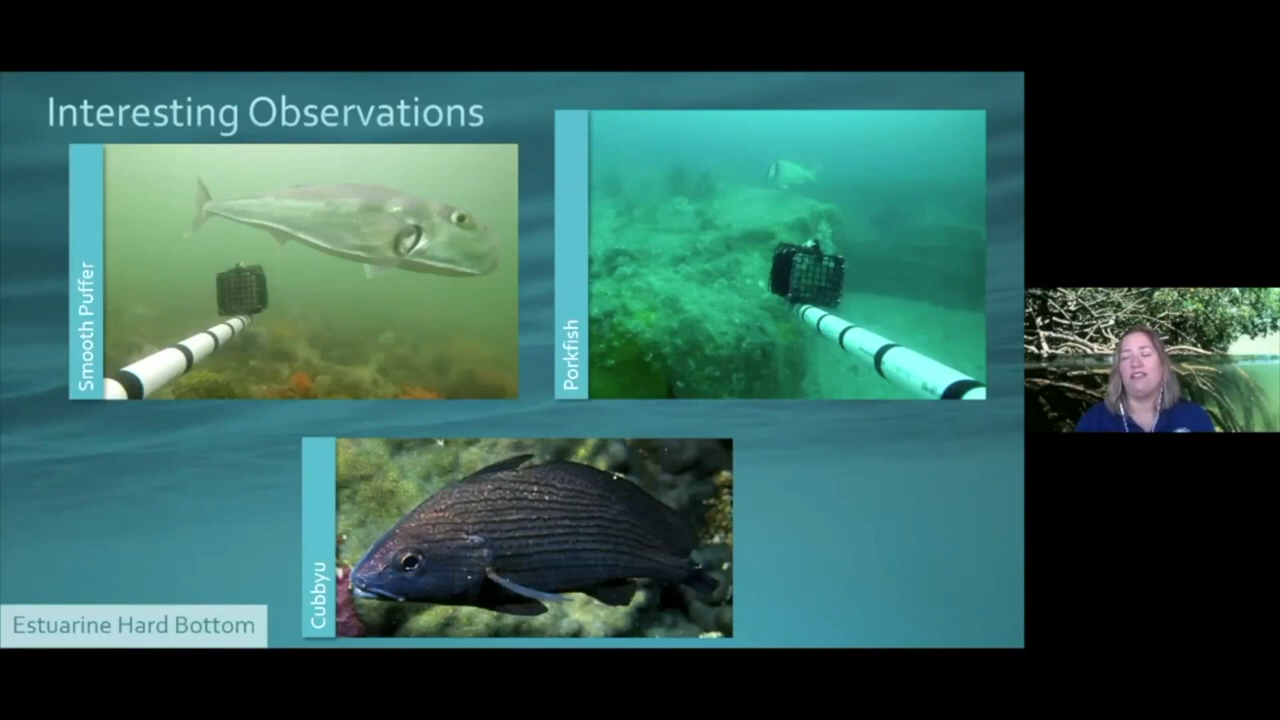 Interesting Observations
Smooth Puffer
Porkfish
Cubbyu
Estuarine Hard Bottom